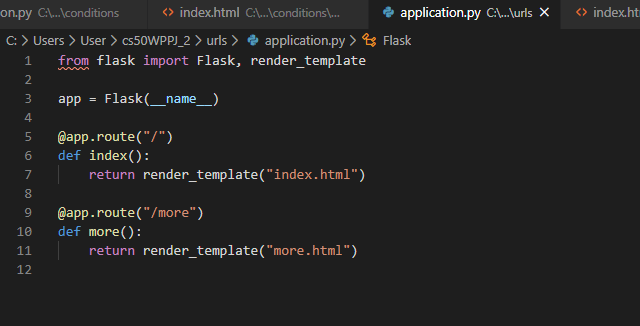 on.py C:\...\conditions index.html C:\...\conditions\... application.py C:\...\urls × index.ht
C: > Users > User > cs50WPPJ_2 > urls > application.py > Flask
1 from flask import Flask, render_template
2
3 app = Flask(__name__)
4
5 @app.route("/")
6 def index():
7 return render_template("index.html")
8
9 @app.route("/more")
10 def more():
11 return render_template("more.html")
12